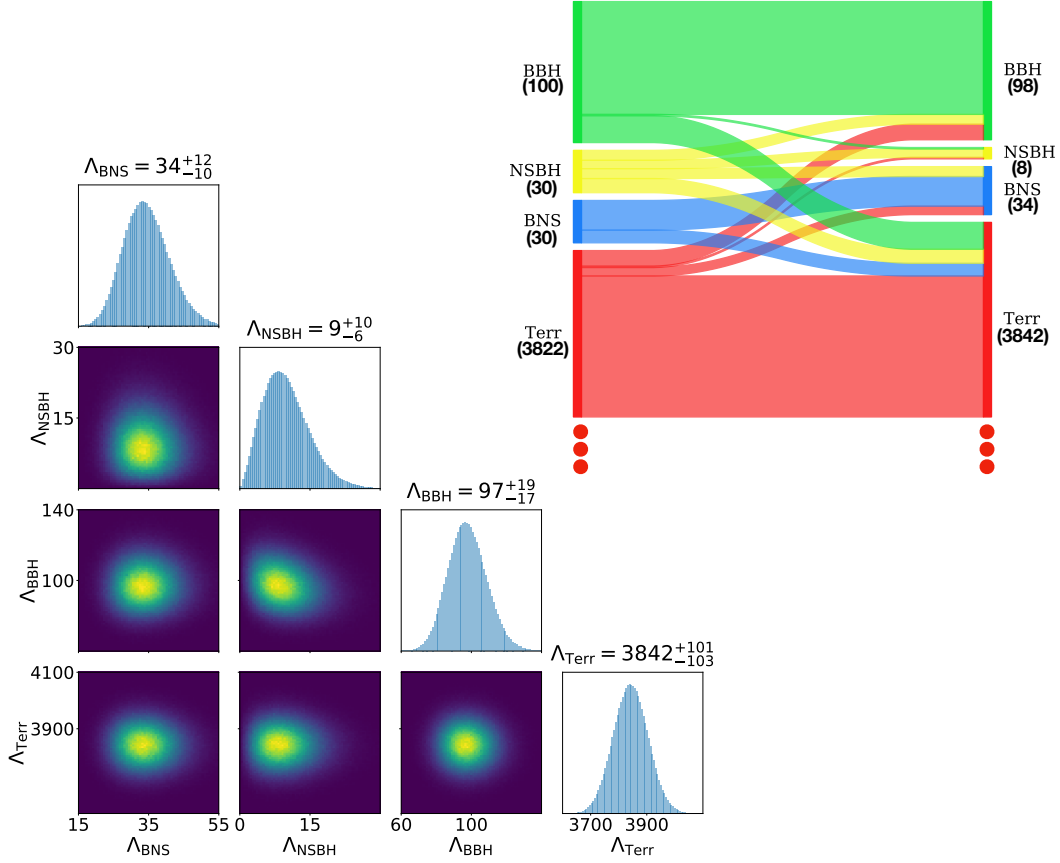 BBH
(100)
NSBH
(30)
BNS
(30)
Terr
(3822)
BBH
(98)
NSBH
(8)
BNS
(34)
Terr
(3842)
Λ_BNS = 34^{+12}_{−10}
Λ_NSBH = 9^{+10}_{−6}
30
15
Λ_NSBH
Λ_BBH = 97^{+19}_{−17}
140
100
Λ_BBH
Λ_Terr = 3842^{+101}_{−103}
4100
3900
Λ_Terr
15 35 55
Λ_BNS
0 15
Λ_NSBH
60 100
Λ_BBH
3700 3900
Λ_Terr